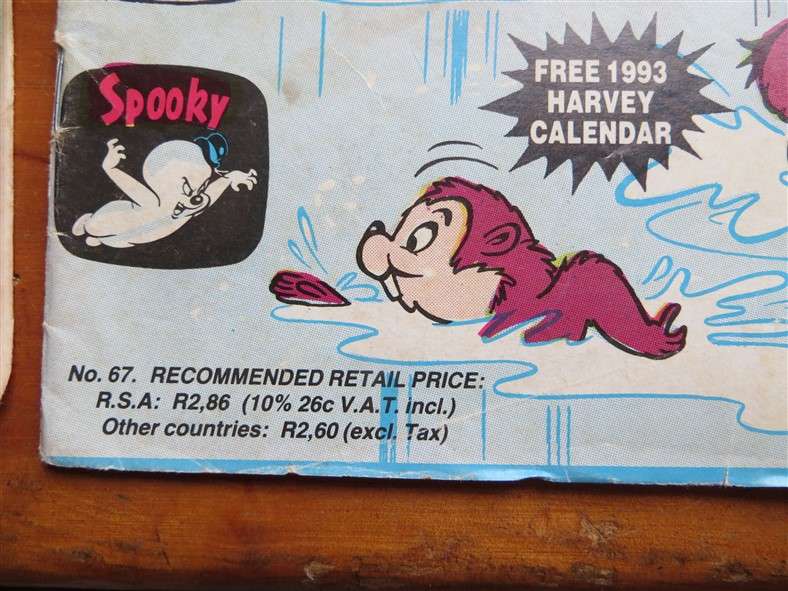 Spooky
FREE 1993
HARVEY
CALENDAR
No. 67. RECOMMENDED RETAIL PRICE:
R.S.A: R2,86 (10% 26c V.A.T. incl.)
Other countries: R2,60 (excl. Tax)